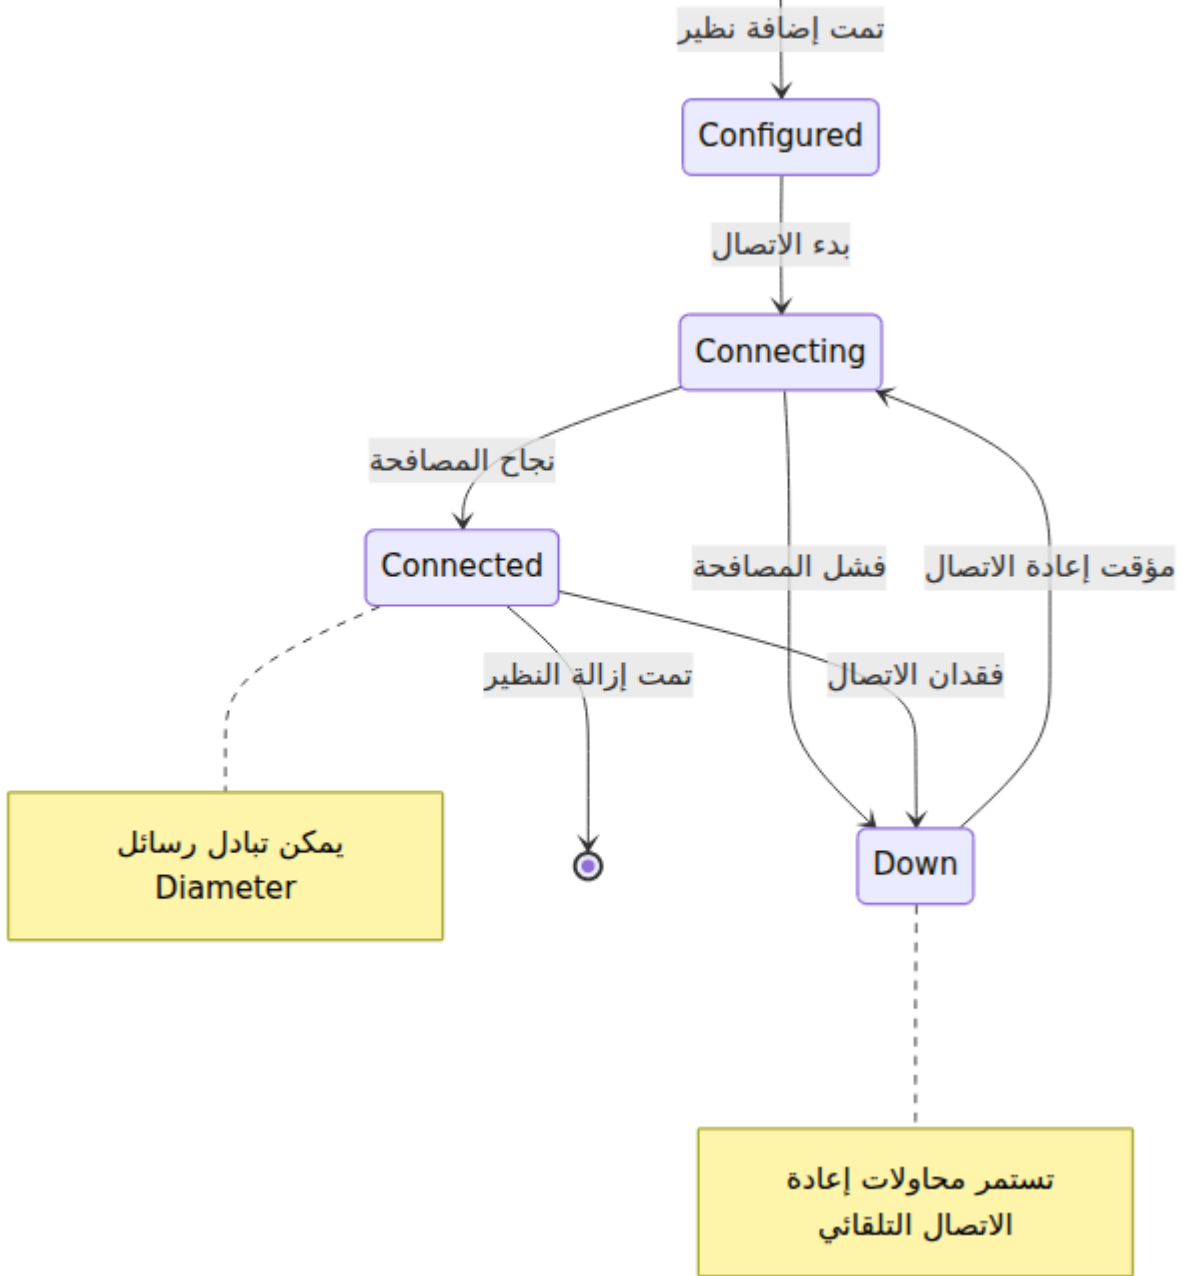 تمت إضافة نظير
Configured
بدء الاتصال
Connecting
نجاح المصافحة
Connected
فشل المصافحة
مؤقت إعادة الاتصال
تمت إزالة النظير
فقدان الاتصال
يمكن تبادل رسائل
Diameter
Down
تستمر محاولات إعادة
الاتصال التلقائي